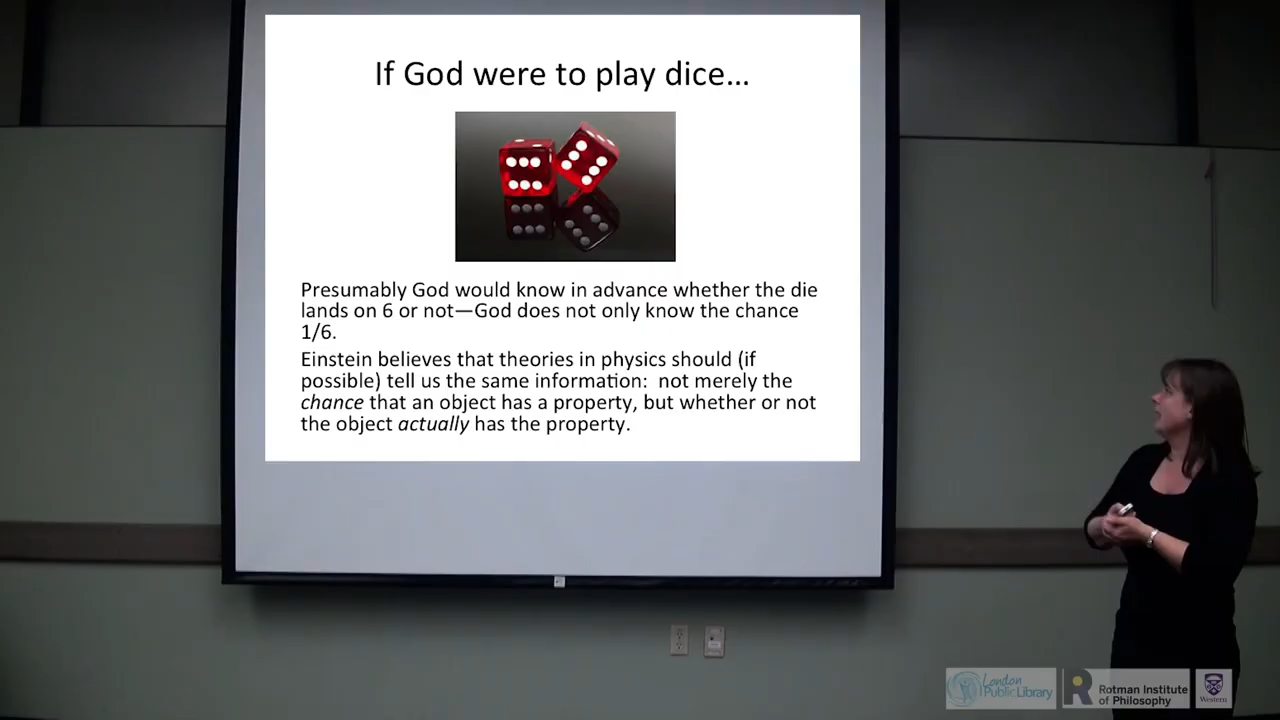 If God were to play dice…
Presumably God would know in advance whether the die
lands on 6 or not—God does not only know the chance
1/6.
Einstein believes that theories in physics should (if
possible) tell us the same information:  not merely the
chance that an object has a property, but whether or not
the object actually has the property.
London
Public Library
Rotman Institute
of Philosophy
Western